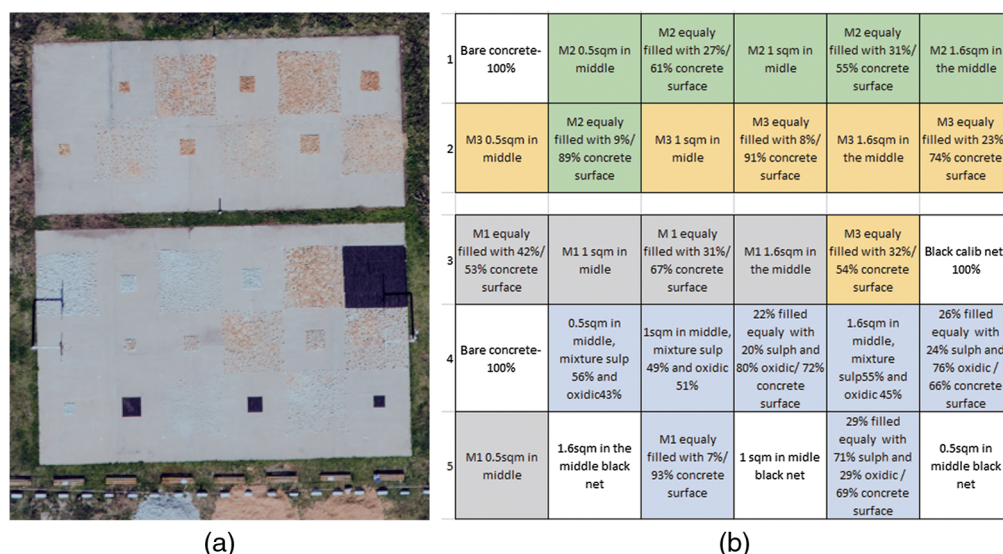 1
Bare concrete-
100%
M2 0.5sqm in
middle
M2 equaly
filled with 27%/
61% concrete
surface
M2 1 sqm in
midle
M2 equaly
filled with 31%/
55% concrete
surface
M2 1.6sqm in
the middle
2
M3 0.5sqm in
middle
M2 equaly
filled with 9%/
89% concrete
surface
M3 1 sqm in
midle
M3 equaly
filled with 8%/
91% concrete
surface
M3 1.6sqm in
the middle
M3 equaly
filled with 23%
74% concrete
surface
3
M1 equaly
filled with 42%/
53% concrete
surface
M1 1 sqm in
midle
M 1 equaly
filled with 31%/
67% concrete
surface
M1 1.6sqm in
the middle
M3 equaly
filled with 32%/
54% concrete
surface
Black calib net
100%
4
Bare concrete-
100%
0.5sqm in
middle,
mixture sulp
56% and
oxidic43%
1sqm in middle,
mixture sulp
49% and oxidic
51%
22% filled
equaly with
20% sulph and
80% oxidic/ 72%
concrete
surface
1.6sqm in
middle,
mixture
sulp55% and
oxidic 45%
26% filled
equaly with
24% sulph and
76% oxidic /
66% concrete
surface
5
M1 0.5sqm in
middle
1.6sqm in the
middle black
net
M1 equaly
filled with 7%/
93% concrete
surface
1 sqm in midle
black net
29% filled
equaly with
71% sulph and
29% oxidic /
69% concrete
surface
0.5sqm in
middle black
net
(a)
(b)